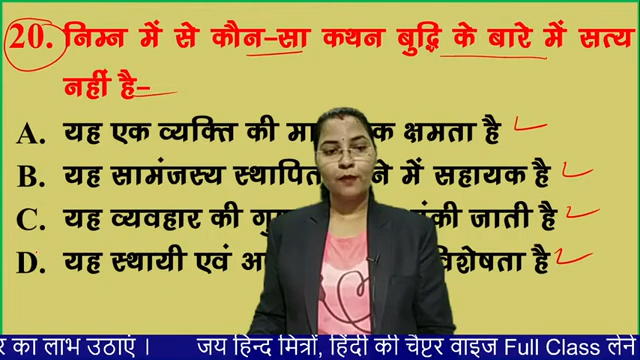 20. निम्न में से कौन-सा कथन बुद्धि के बारे में सत्य
नहीं है-
A. यह एक व्यक्ति की क्षमता है
B. यह सामंजस्य स्थापित में सहायक है
C. यह व्यवहार की जाती है
D. यह स्थायी एवं विशेषता है
र का लाभ उठाएं । जय हिन्द मित्रों, हिंदी की चैप्टर वाइज Full Class लेने